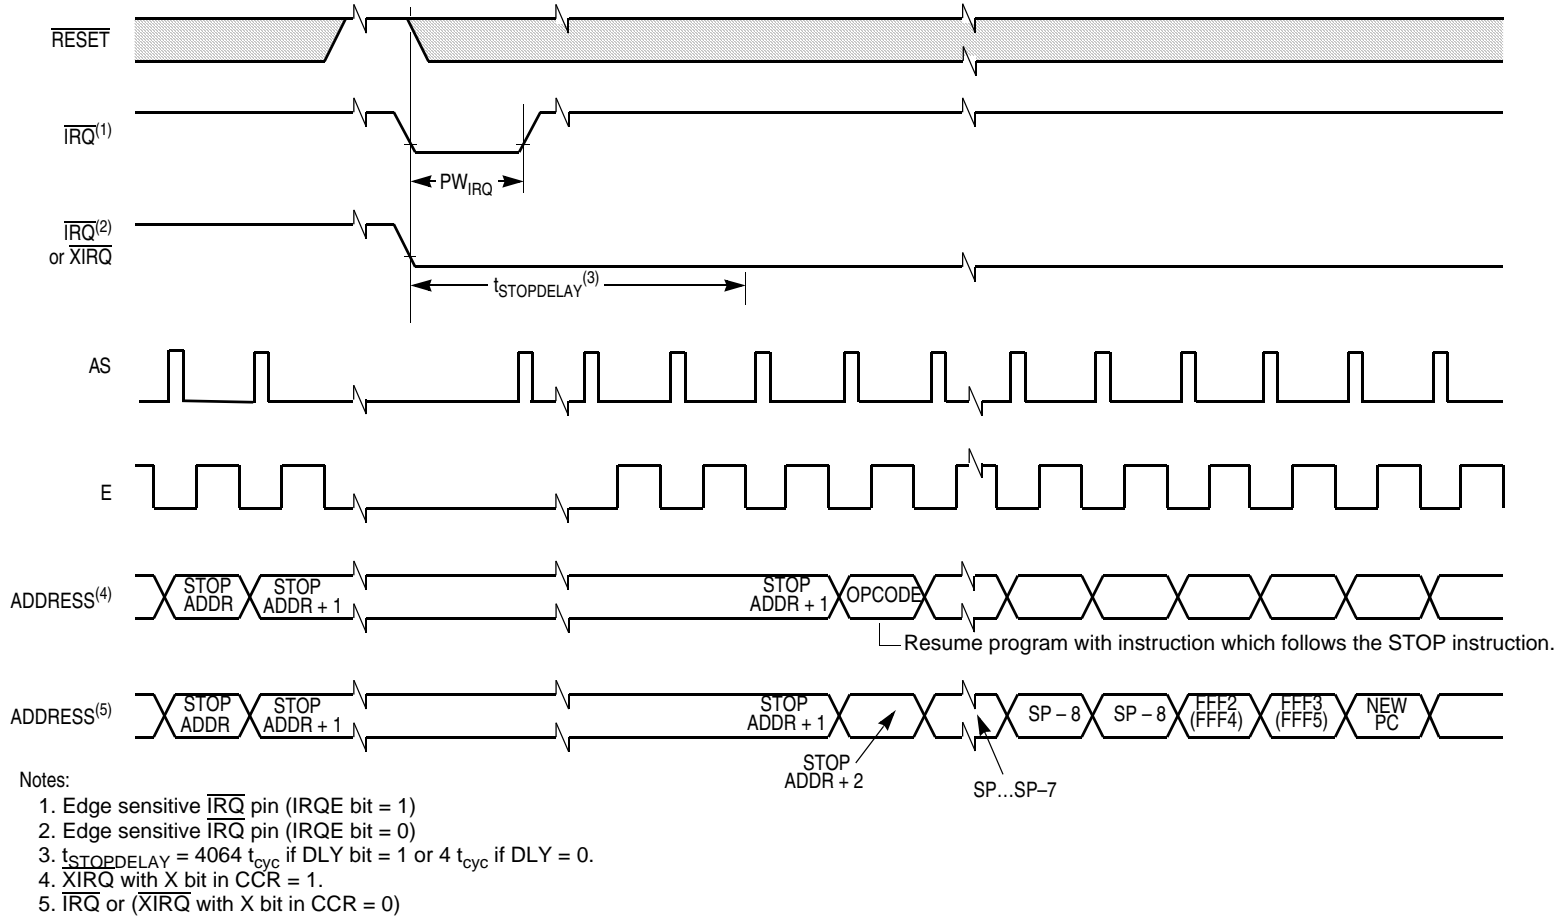 RESET
IRQ(1)
PWIRQ
IRQ(2)
or XIRQ
tSTOPDELAY(3)
AS
E
ADDRESS(4)
STOP
ADDR
STOP
ADDR + 1
STOP
ADDR + 1
OPCODE
Resume program with instruction which follows the STOP instruction.
ADDRESS(5)
STOP
ADDR
STOP
ADDR + 1
STOP
ADDR + 1
SP – 8
SP – 8
FFF2
(FFF4)
FFF3
(FFF5)
NEW
PC
STOP
ADDR + 2
SP…SP–7
Notes:
1. Edge sensitive IRQ pin (IRQE bit = 1)
2. Edge sensitive IRQ pin (IRQE bit = 0)
3. tSTOPDELAY = 4064 tcyc if DLY bit = 1 or 4 tcyc if DLY = 0.
4. XIRQ with X bit in CCR = 1.
5. IRQ or (XIRQ with X bit in CCR = 0)